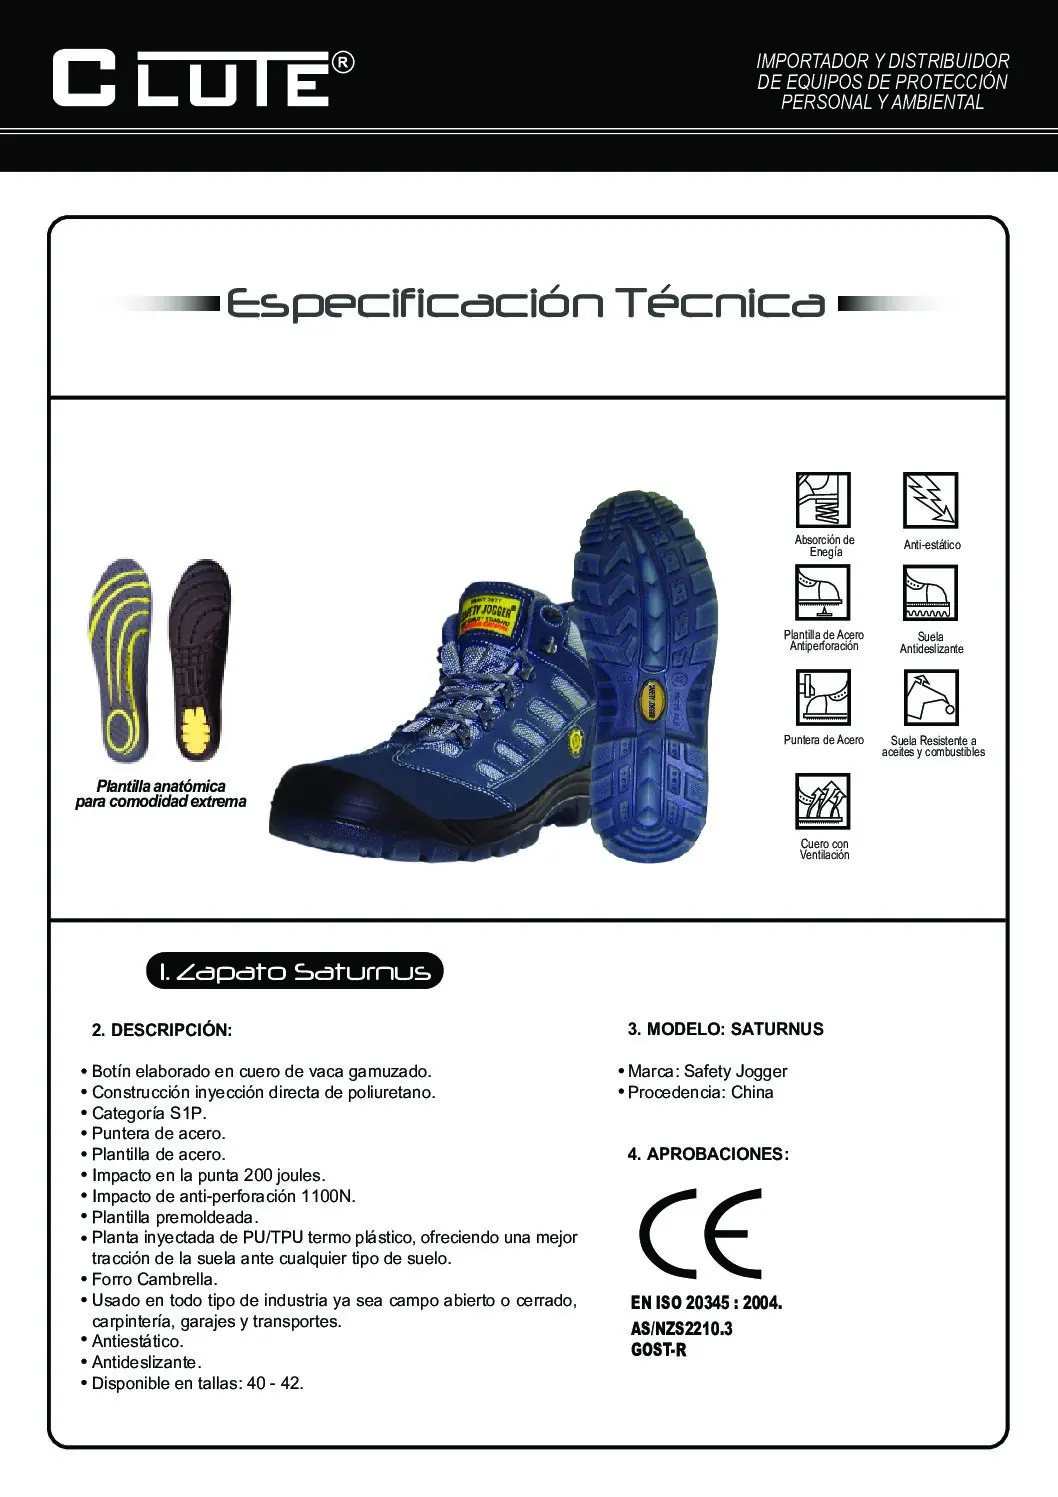 C LUTE®
IMPORTADOR Y DISTRIBUIDOR
DE EQUIPOS DE PROTECCIÓN
PERSONAL Y AMBIENTAL
Especificación Técnica
Absorción de
Enegía
Anti-estático
Plantilla de Acero
Antiperforación
Suela
Antideslizante
Puntera de Acero
Suela Resistente a
aceites y combustibles
Cuero con
Ventilación
HEAVY DUTY
SAFETY JOGGER®
Plantilla anatómica
para comodidad extrema
1. Zapato Saturnus
2. DESCRIPCIÓN:
• Botín elaborado en cuero de vaca gamuzado.
• Construcción inyección directa de poliuretano.
• Categoría S1P.
• Puntera de acero.
• Plantilla de acero.
• Impacto en la punta 200 joules.
• Impacto de anti-perforación 1100N.
• Plantilla premoldeada.
• Planta inyectada de PU/TPU termo plástico, ofreciendo una mejor
tracción de la suela ante cualquier tipo de suelo.
• Forro Cambrella.
• Usado en todo tipo de industria ya sea campo abierto o cerrado,
carpintería, garajes y transportes.
• Antiestático.
• Antideslizante.
• Disponible en tallas: 40 - 42.
3. MODELO: SATURNUS
• Marca: Safety Jogger
• Procedencia: China
4. APROBACIONES:
CE
EN ISO 20345 : 2004.
AS/NZS2210.3
GOST-R